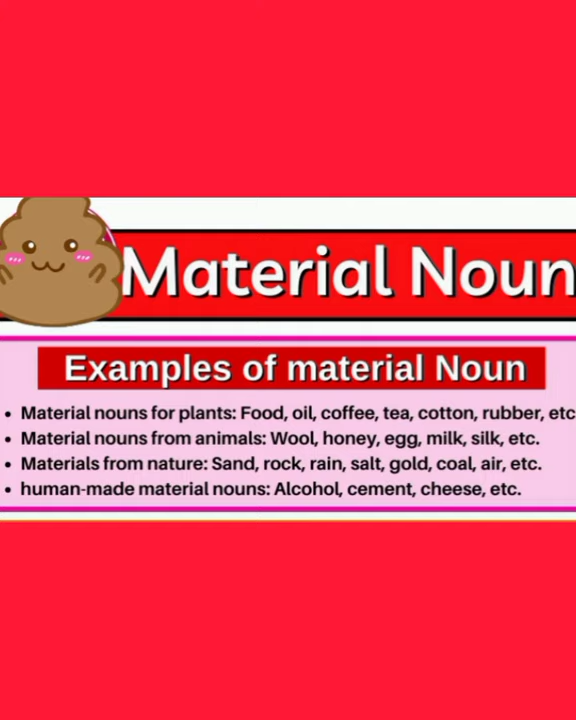 Material Noun
Examples of material Noun
• Material nouns for plants: Food, oil, coffee, tea, cotton, rubber, etc
• Material nouns from animals: Wool, honey, egg, milk, silk, etc.
• Materials from nature: Sand, rock, rain, salt, gold, coal, air, etc.
• human-made material nouns: Alcohol, cement, cheese, etc.